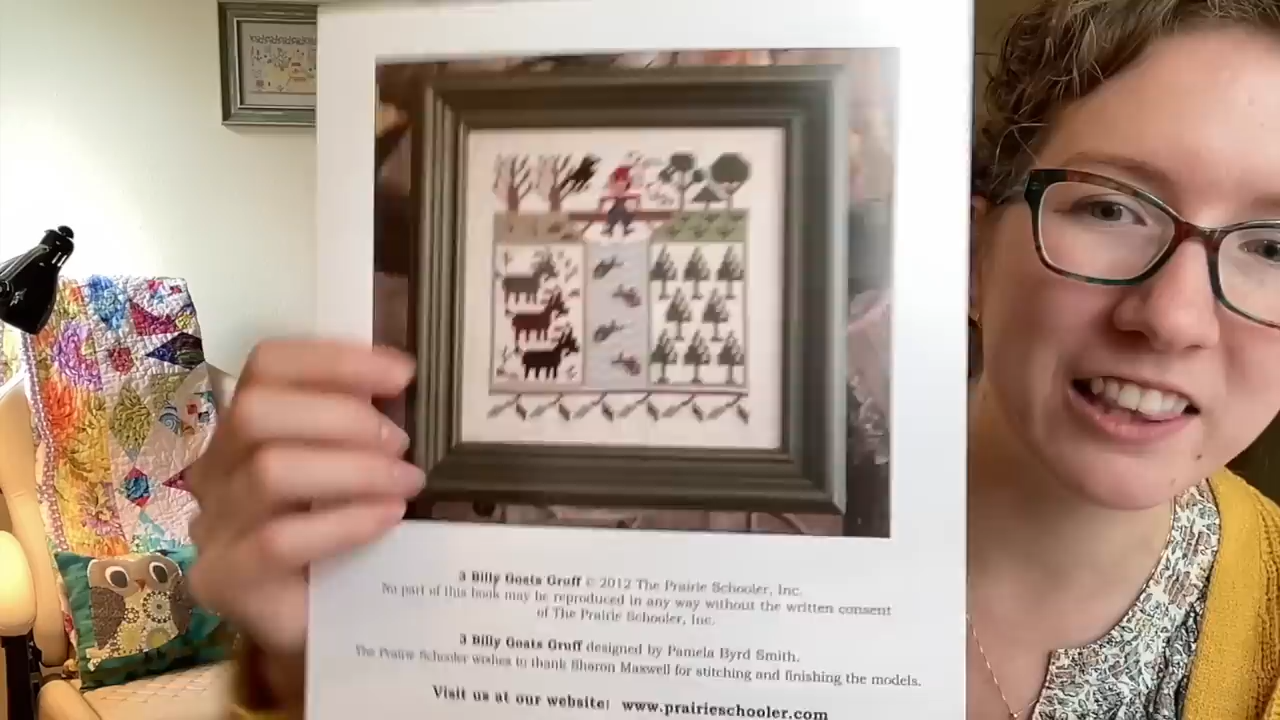 3 Billy Goats Gruff © 2012 The Prairie Schooler, Inc.
No part of this book may be reproduced in any way without the written consent
of The Prairie Schooler, Inc.
3 Billy Goats Gruff designed by Pamela Byrd Smith.
The Prairie Schooler wishes to thank Sharon Maxwell for stitching and finishing the models.
Visit us at our website: www.prairieschooler.com